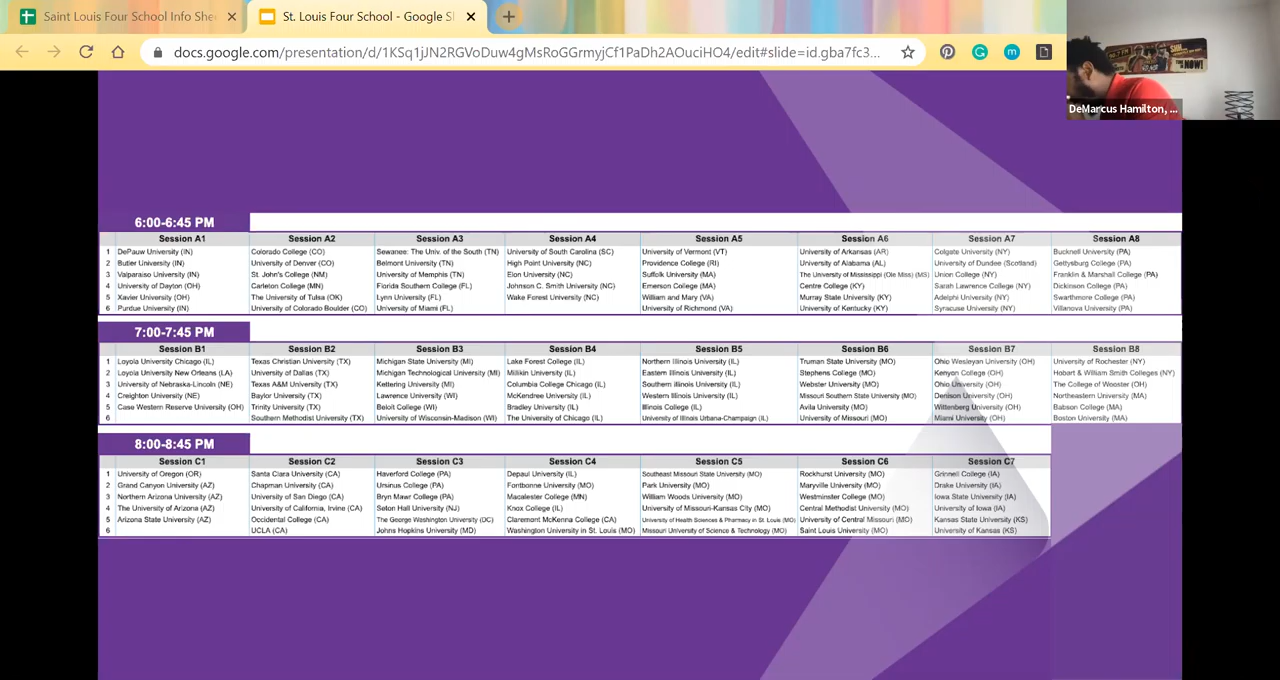 Saint Louis Four School Info She
St. Louis Four School - Google Sl
docs.google.com/presentation/d/1KSq1jJN2RGVoDuw4gMsRoGGrmyjCf1PaDh2AOuciHO4/edit#slide=id.gba7fc3...
NOW!
DeMarcus Hamilton, ...
6:00-6:45 PM
Session A1 Session A2 Session A3 Session A4 Session A5 Session A6 Session A7 Session A8
1 DePauw University (IN) Colorado College (CO) Sewanee: The Univ. of the South (TN) University of South Carolina (SC) University of Vermont (VT) University of Arkansas (AR) Colgate University (NY) Bucknell University (PA)
2 Butler University (IN) University of Denver (CO) Belmont University (TN) High Point University (NC) Providence College (RI) University of Alabama (AL) University of Dundee (Scotland) Gettysburg College (PA)
3 Valparaiso University (IN) St. John's College (NM) University of Memphis (TN) Elon University (NC) Suffolk University (MA) The University of Mississippi (Ole Miss) (MS) Union College (NY) Franklin & Marshall College (PA)
4 University of Dayton (OH) Carleton College (MN) Florida Southern College (FL) Johnson C. Smith University (NC) Emerson College (MA) Centre College (KY) Sarah Lawrence College (NY) Dickinson College (PA)
5 Xavier University (OH) The University of Tulsa (OK) Lynn University (FL) Wake Forest University (NC) William and Mary (VA) Murray State University (KY) Adelphi University (NY) Swarthmore College (PA)
6 Purdue University (IN) University of Colorado Boulder (CO) University of Miami (FL) University of Richmond (VA) University of Kentucky (KY) Syracuse University (NY) Villanova University (PA)
7:00-7:45 PM
Session B1 Session B2 Session B3 Session B4 Session B5 Session B6 Session B7 Session B8
1 Loyola University Chicago (IL) Texas Christian University (TX) Michigan State University (MI) Lake Forest College (IL) Northern Illinois University (IL) Truman State University (MO) Ohio Wesleyan University (OH) University of Rochester (NY)
2 Loyola University New Orleans (LA) University of Dallas (TX) Michigan Technological University (MI) Millikin University (IL) Eastern Illinois University (IL) Stephens College (MO) Kenyon College (OH) Hobart & William Smith Colleges (NY)
3 University of Nebraska-Lincoln (NE) Texas A&M University (TX) Kettering University (MI) Columbia College Chicago (IL) Southern illinois University (IL) Webster University (MO) Ohio University (OH) The College of Wooster (OH)
4 Creighton University (NE) Baylor University (TX) Lawrence University (WI) McKendree University (IL) Western Illinois University (IL) Missouri Southern State University (MO) Denison University (OH) Northeastern University (MA)
5 Case Western Reserve University (OH) Trinity University (TX) Beloit College (WI) Bradley University (IL) Illinois College (IL) Avila University (MO) Wittenberg University (OH) Babson College (MA)
6 Southern Methodist University (TX) University of Wisconsin-Madison (WI) The University of Chicago (IL) University of Illinois Urbana-Champaign (IL) University of Missouri (MO) Miami University (OH) Boston University (MA)
8:00-8:45 PM
Session C1 Session C2 Session C3 Session C4 Session C5 Session C6 Session C7
1 University of Oregon (OR) Santa Clara University (CA) Haverford College (PA) Depaul University (IL) Southeast Missouri State University (MO) Rockhurst University (MO) Grinnell College (IA)
2 Grand Canyon University (AZ) Chapman University (CA) Ursinus College (PA) Fontbonne University (MO) Park University (MO) Maryville University (MO) Drake University (IA)
3 Northern Arizona University (AZ) University of San Diego (CA) Bryn Mawr College (PA) Macalester College (MN) William Woods University (MO) Westminster College (MO) Iowa State University (IA)
4 The University of Arizona (AZ) University of California, Irvine (CA) Seton Hall University (NJ) Knox College (IL) University of Missouri-Kansas City (MO) Central Methodist University (MO) University of Iowa (IA)
5 Arizona State University (AZ) Occidental College (CA) The George Washington University (DC) Claremont McKenna College (CA) University of Health Sciences & Pharmacy in St. Louis (MO) University of Central Missouri (MO) Kansas State University (KS)
6 UCLA (CA) Johns Hopkins University (MD) Washington University in St. Louis (MO) Missouri University of Science & Technology (MO) Saint Louis University (MO) University of Kansas (KS)